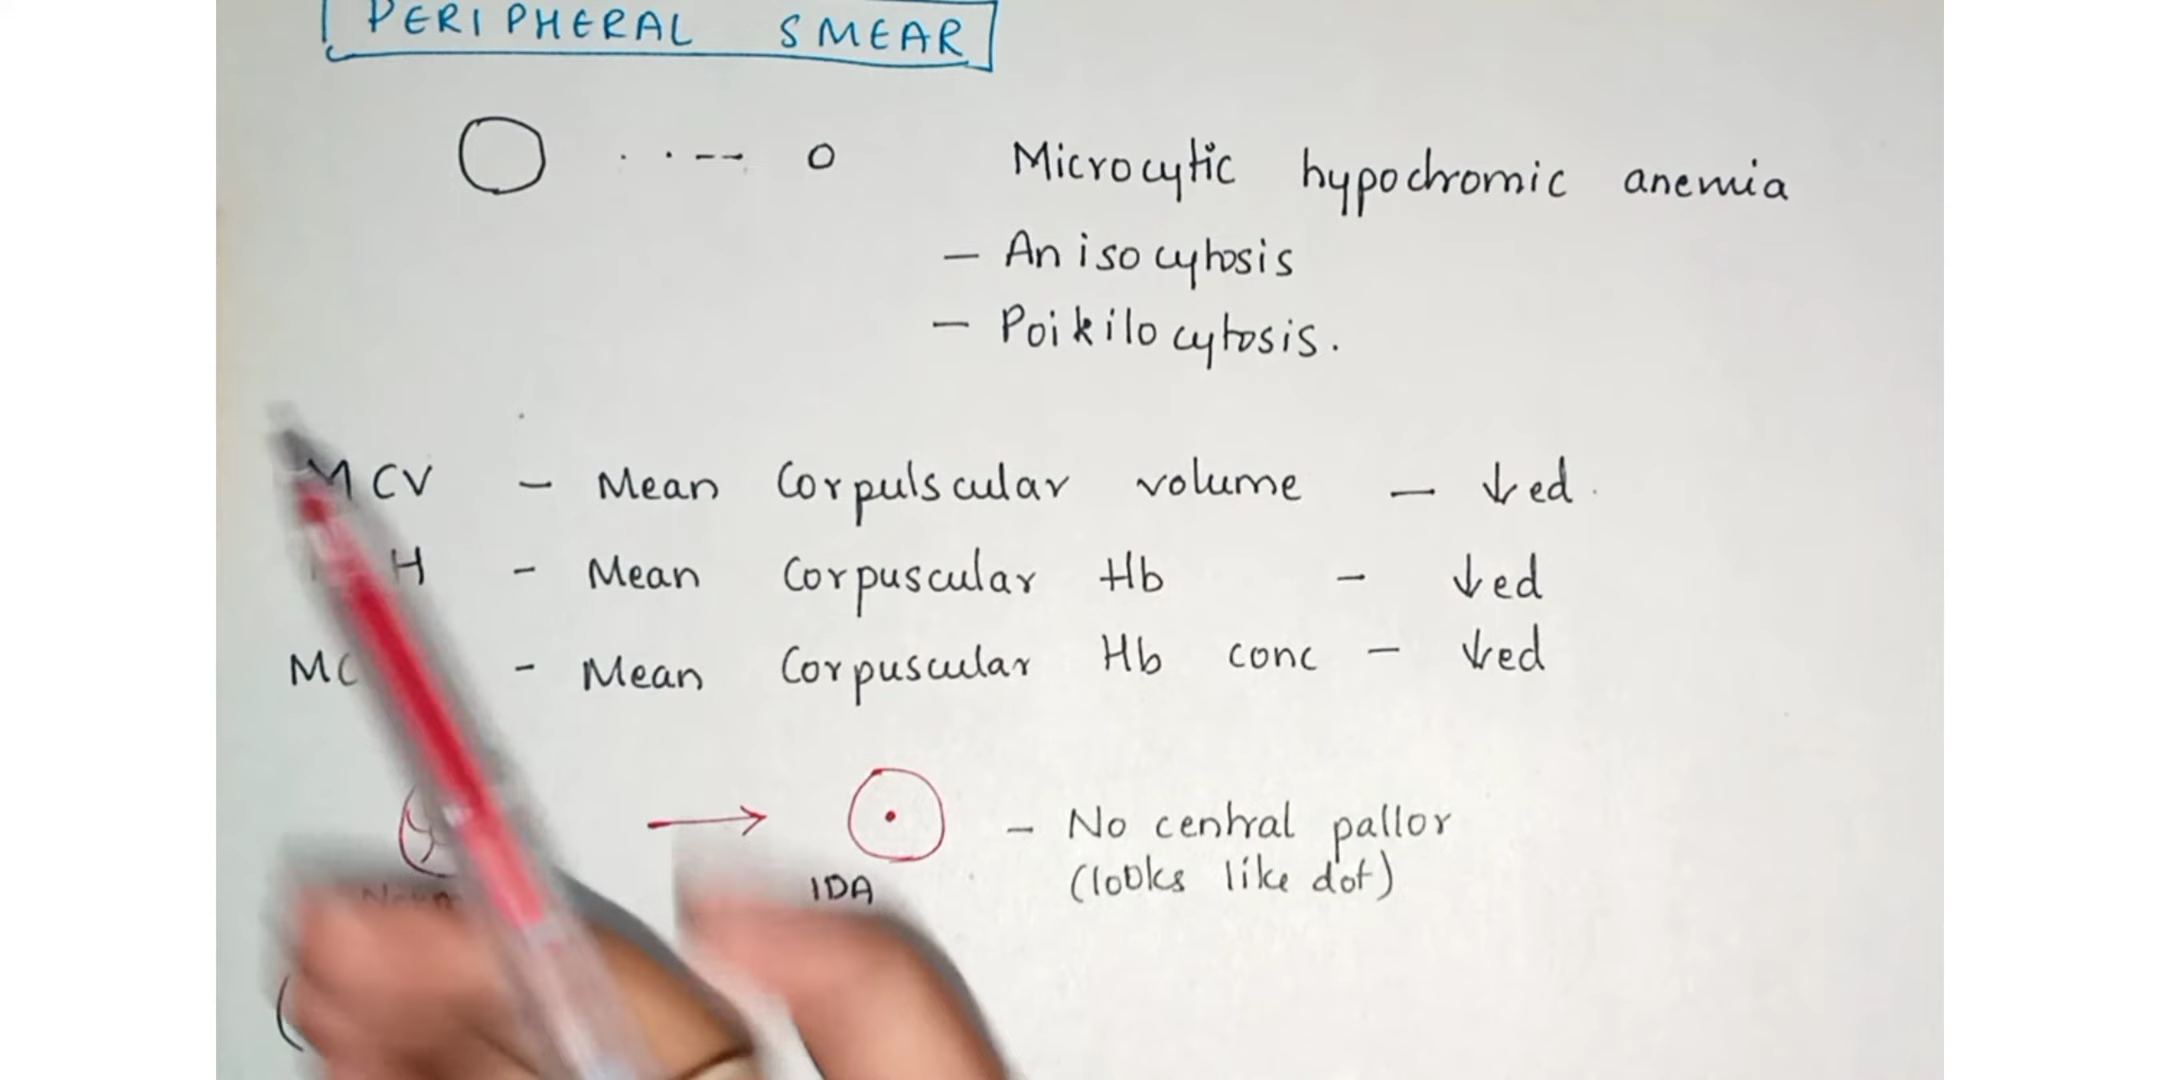 PERIPHERAL SMEAR
Microcytic hypochromic anemia
- Anisocytosis
- Poikilocytosis.
MCV - Mean Corpulscular volume - ↓ed
H - Mean Corpuscular Hb - ↓ed
MC - Mean Corpuscular Hb conc - ↓ed
- No central pallor
(looks like dot)
IDA